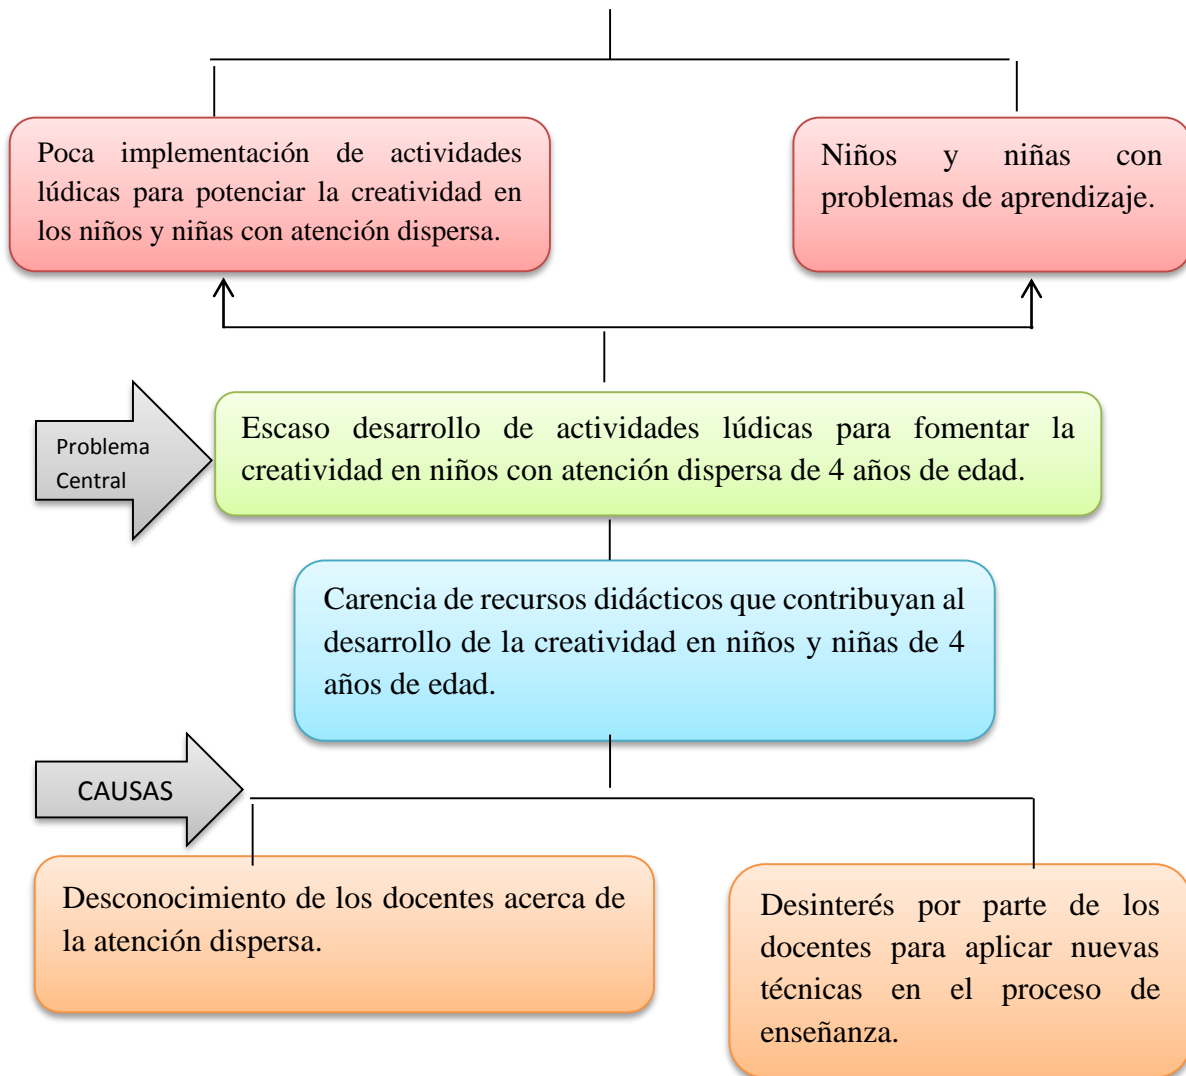 Poca implementación de actividades
lúdicas para potenciar la creatividad en
los niños y niñas con atención dispersa.
Niños y niñas con
problemas de aprendizaje.
Problema
Central
Escaso desarrollo de actividades lúdicas para fomentar la
creatividad en niños con atención dispersa de 4 años de edad.
Carencia de recursos didácticos que contribuyan al
desarrollo de la creatividad en niños y niñas de 4
años de edad.
CAUSAS
Desconocimiento de los docentes acerca de
la atención dispersa.
Desinterés por parte de los
docentes para aplicar nuevas
técnicas en el proceso de
enseñanza.